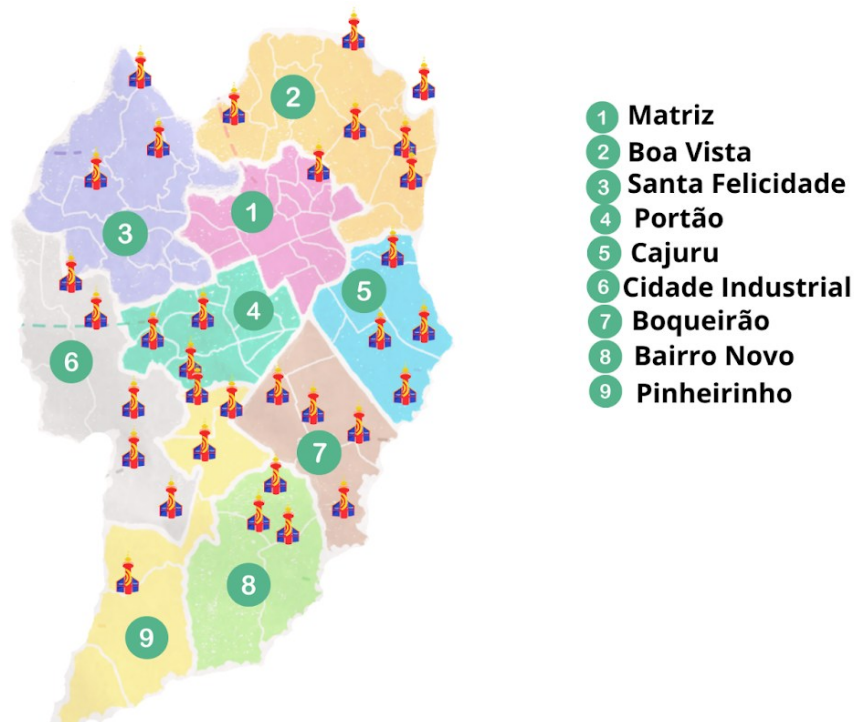 2
1
3
5
4
6
7
8
9
1 Matriz
2 Boa Vista
3 Santa Felicidade
4 Portão
5 Cajuru
6 Cidade Industrial
7 Boqueirão
8 Bairro Novo
9 Pinheirinho